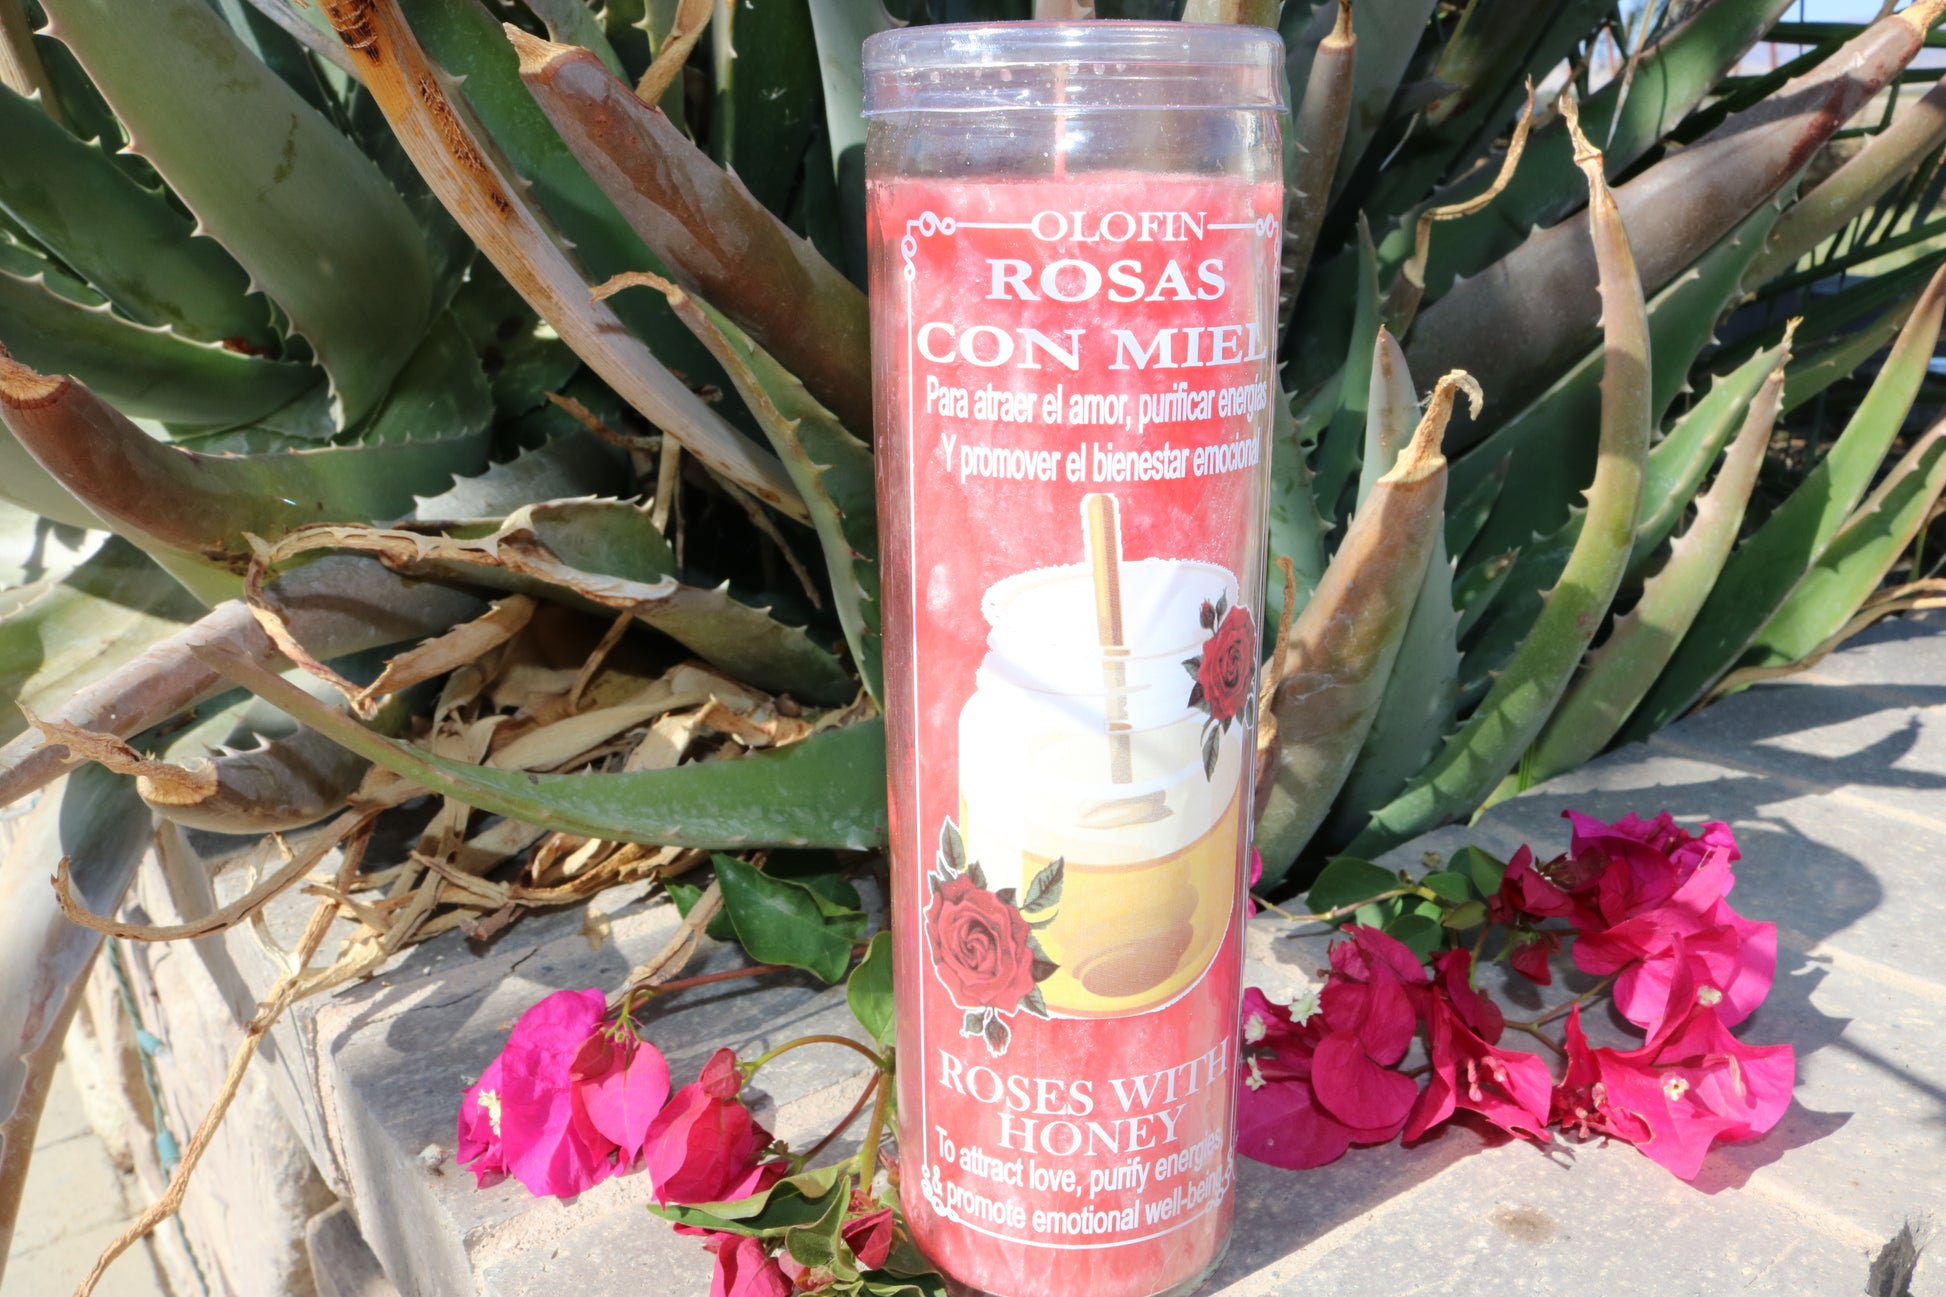 OLOFIN
ROSAS
CON MIEL
Para atraer el amor, purificar energías
Y promover el bienestar emocional
ROSES WITH
HONEY
To attract love, purify energies,
& promote emotional well-being